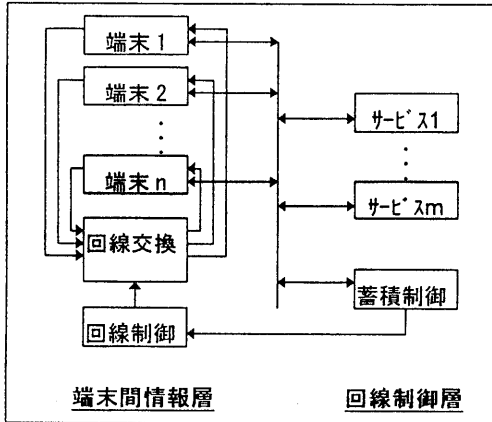 端末1
端末2
端末n
回線交換
回線制御
サービス1
サービスm
蓄積制御
端末間情報層
回線制御層